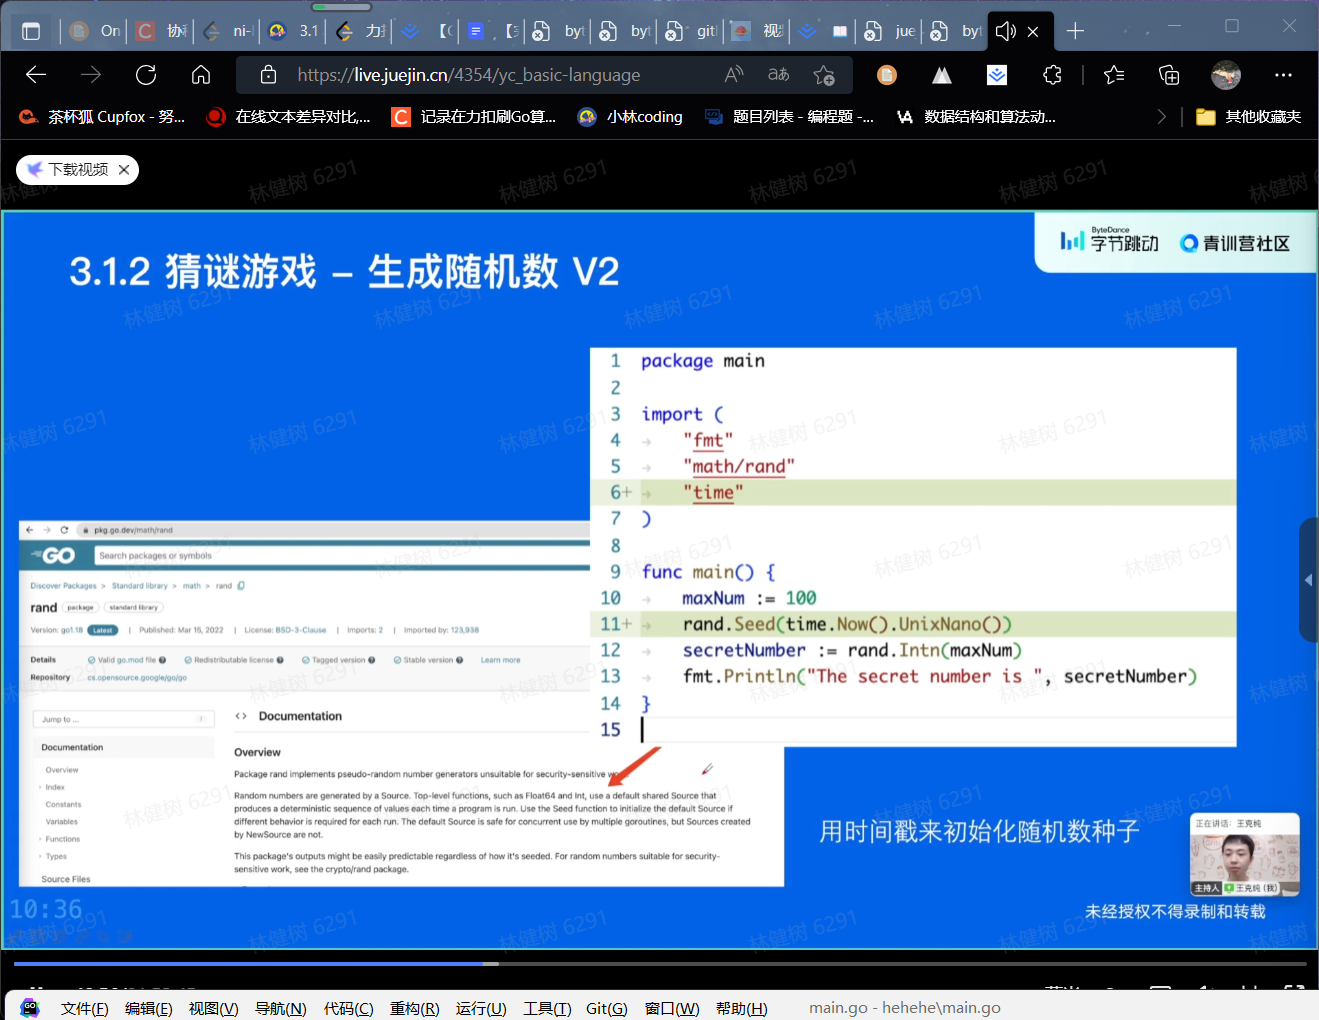 On
协
ni-
3.1
力
by
by
git
视
jue
by
https://live.juejin.cn/4354/yc_basic-language
茶杯狐 Cupfox - 努...
在线文本差异对比,...
记录在力扣刷Go算...
小林coding
题目列表 - 编程题 -...
数据结构和算法动...
其他收藏夹
下载视频
林健树 6291
ByteDance
字节跳动
青训营社区
3.1.2 猜谜游戏 – 生成随机数 V2
1 package main
2
3 import (
4 "fmt"
5 "math/rand"
6+ "time"
7 )
8
9 func main() {
10 maxNum := 100
11+ rand.Seed(time.Now().UnixNano())
12 secretNumber := rand.Intn(maxNum)
13 fmt.Println("The secret number is ", secretNumber)
14 }
15
pkg.go.dev/math/rand
GO
Search packages or symbols
Discover Packages > Standard library > math > rand
rand package standard library
Version: go1.18 Latest | Published: Mar 15, 2022 | License: BSD-3-Clause | Imports: 2 | Imported by: 123,938
Details Valid go.mod file Redistributable license Tagged version Stable version Learn more
Repository cs.opensource.google/go/go
Jump to ...
Documentation
Overview
Index
Constants
Variables
Functions
Types
Source Files
Documentation
Overview
Package rand implements pseudo-random number generators unsuitable for security-sensitive
Random numbers are generated by a Source. Top-level functions, such as Float64 and Int, use a default shared Source that
produces a deterministic sequence of values each time a program is run. Use the Seed function to initialize the default Source if
different behavior is required for each run. The default Source is safe for concurrent use by multiple goroutines, but Sources created
by NewSource are not.
This package's outputs might be easily predictable regardless of how it's seeded. For random numbers suitable for security-
sensitive work, see the crypto/rand package.
用时间戳来初始化随机数种子
正在讲话: 王克纯
主持人 王克纯 (我)
未经授权不得录制和转载
10:36
文件(F) 编辑(E) 视图(V) 导航(N) 代码(C) 重构(R) 运行(U) 工具(T) Git(G) 窗口(W) 帮助(H) main.go - hehehe\main.go